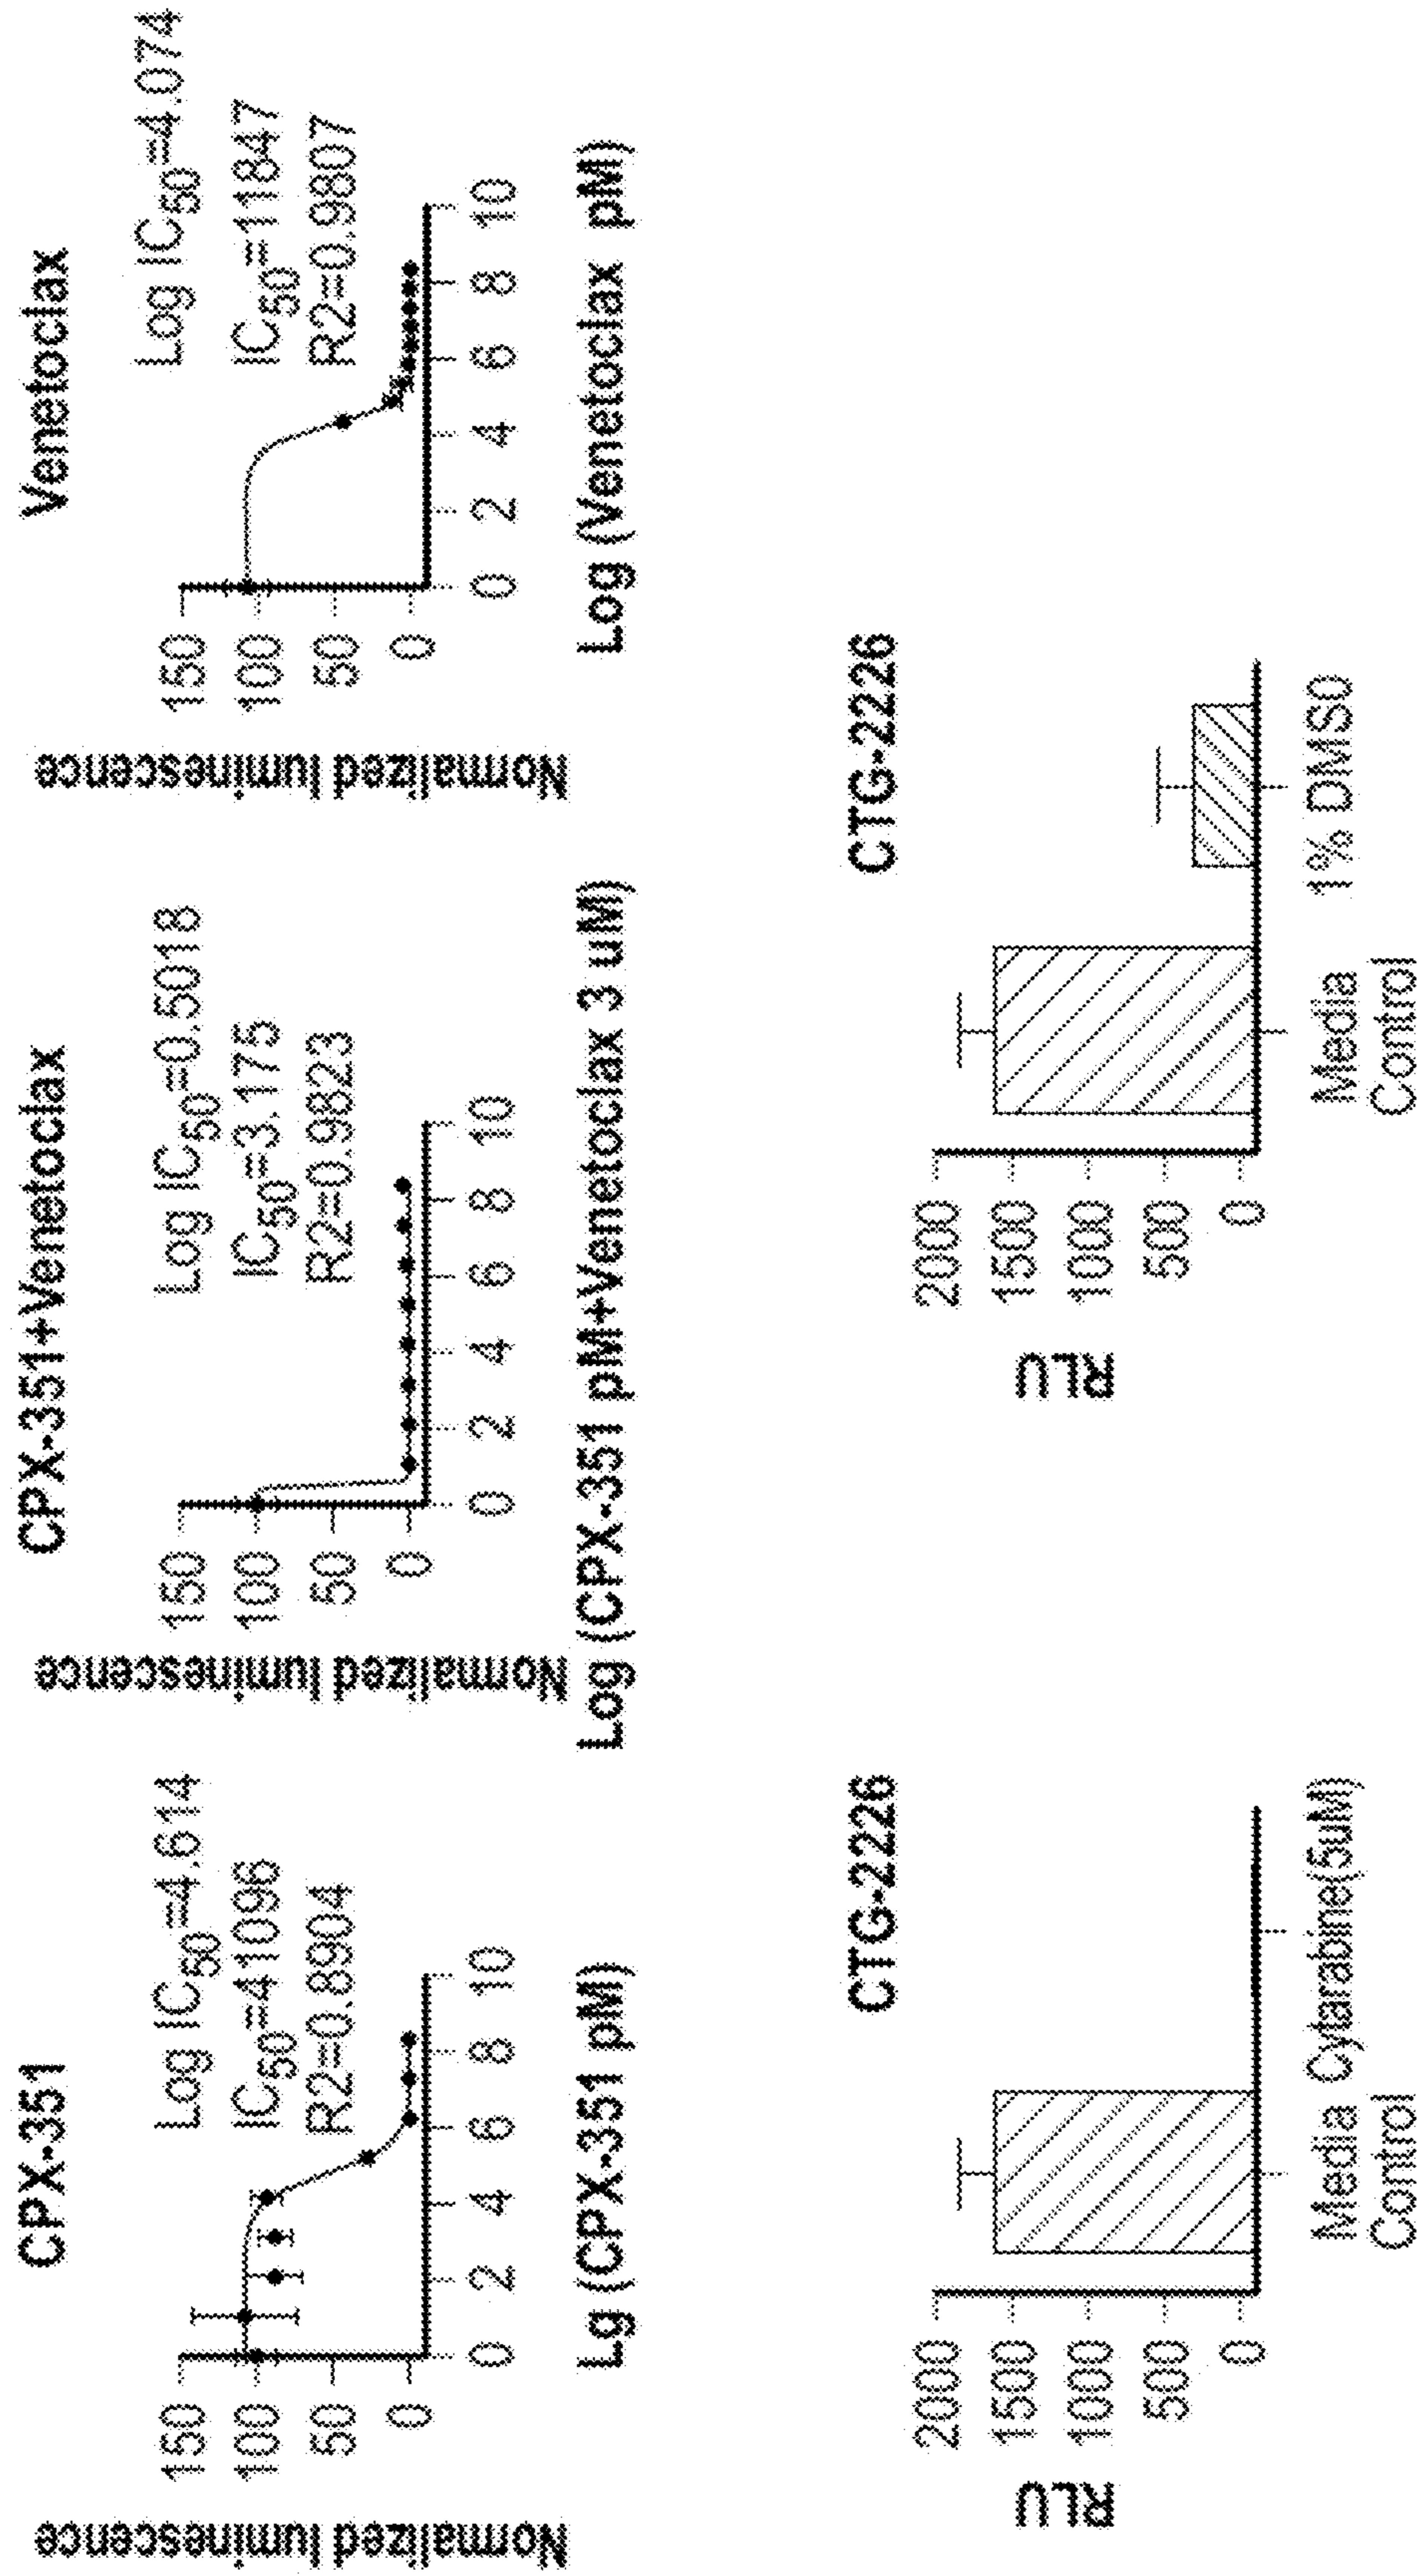 CPX-351
Log IC50=4.614
IC50=41096
R2=0.8904
Normalized luminescence
150
100
50
0
0 2 4 6 8 10
Lg (CPX-351 pM)
CPX-351+Venetoclax
Log IC50=0.5018
IC50=3.175
R2=0.9823
Normalized luminescence
150
100
50
0
0 2 4 6 8 10
Log (CPX-351 pM+Venetoclax 3 uM)
Venetoclax
Log IC50=4.074
IC50=11847
R2=0.9807
Normalized luminescence
150
100
50
0
0 2 4 6 8 10
Log (Venetoclax pM)
CTG-2226
RLU
2000
1500
1000
500
0
Media Cytarabine(5uM)
Control
CTG-2226
RLU
2000
1500
1000
500
0
Media 1% DMS0
Control